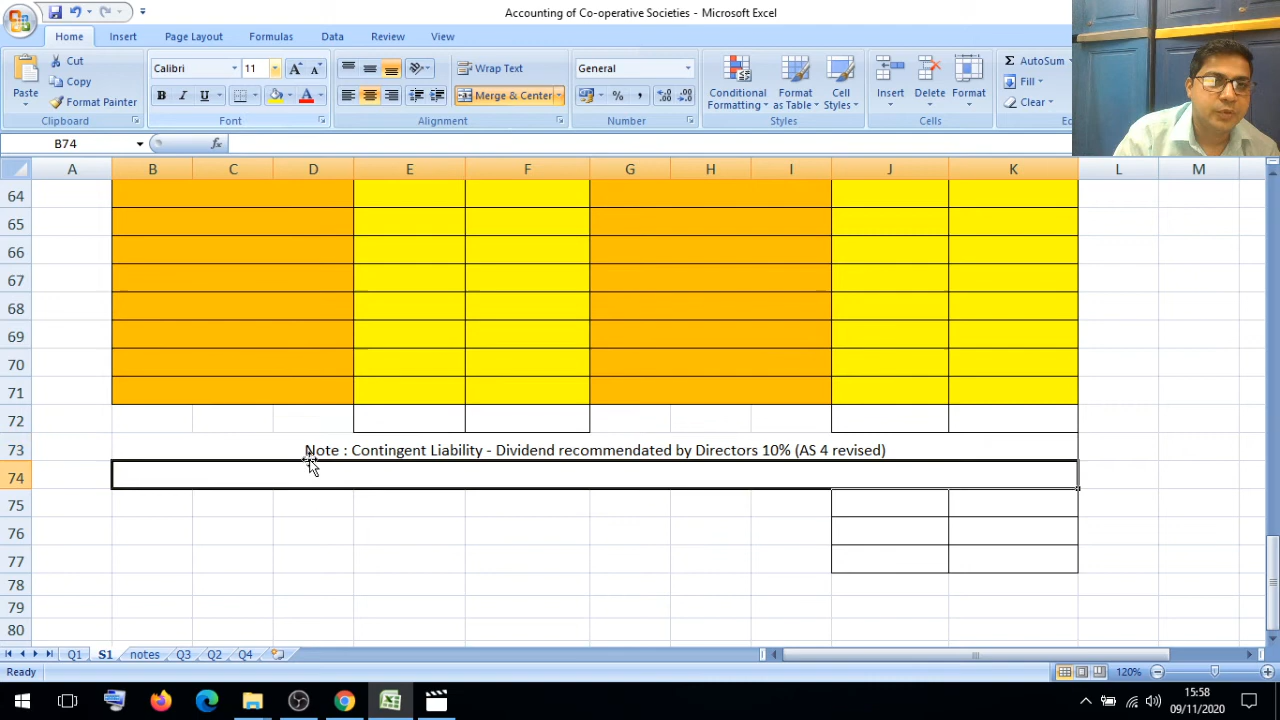 Accounting of Co-operative Societies - Microsoft Excel
Home Insert Page Layout Formulas Data Review View
Paste Cut Copy Format Painter Clipboard
Calibri 11 Font
Wrap Text Merge & Center Alignment
General Number
Conditional Formatting Format as Table Cell Styles Styles
Insert Delete Format Cells
AutoSum Fill Clear
B74
A B C D E F G H I J K L M
64
65
66
67
68
69
70
71
72
73 Note : Contingent Liability - Dividend recommendated by Directors 10% (AS 4 revised)
74
75
76
77
78
79
80
Q1 S1 notes Q3 Q2 Q4
Ready 120%
15:58
09/11/2020